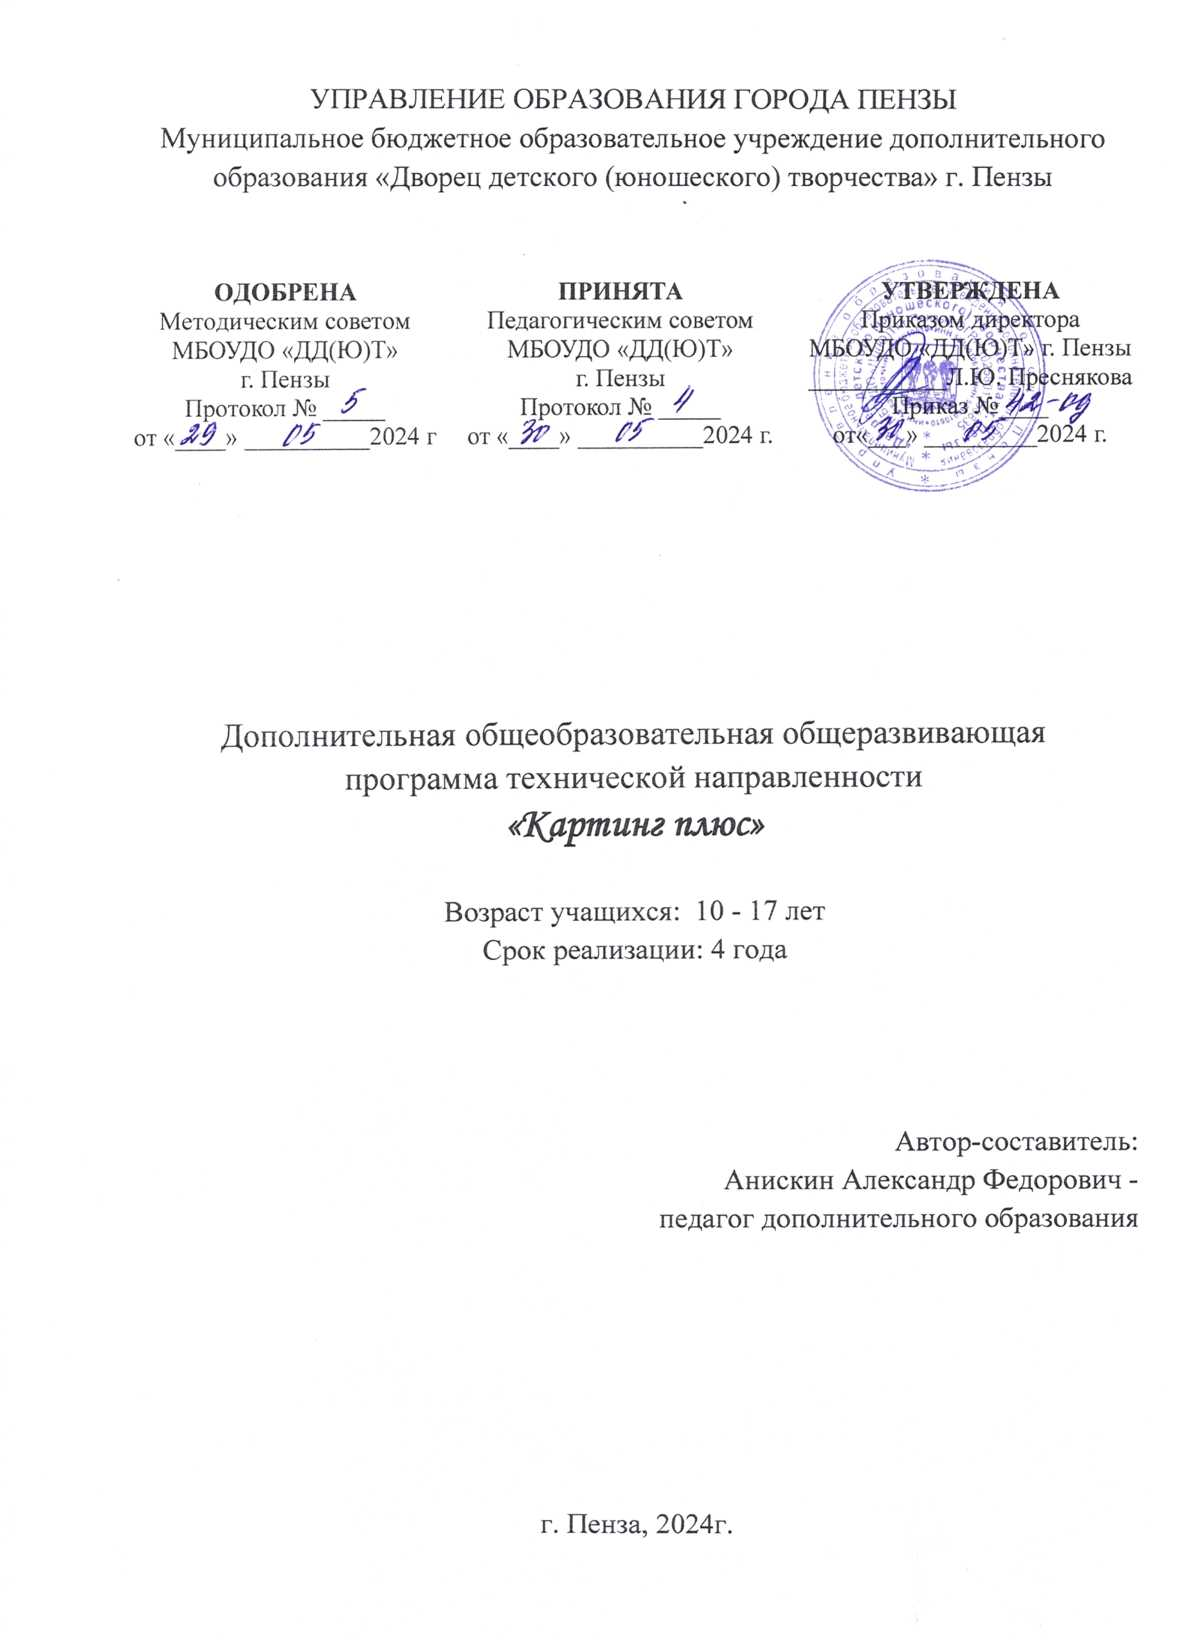 УПРАВЛЕНИЕ ОБРАЗОВАНИЯ ГОРОДА ПЕНЗЫ
Муниципальное бюджетное образовательное учреждение дополнительного
образования «Дворец детского (юношеского) творчества» г. Пензы
ОДОБРЕНА
Методическим советом
МБОУДО «ДД(Ю)Т»
г. Пензы
Протокол № 5
от «29» 05 2024 г
ПРИНЯТА
Педагогическим советом
МБОУДО «ДД(Ю)Т»
г. Пензы
Протокол № 4
от «30» 05 2024 г.
УТВЕРЖДЕНА
Приказом директора
МБОУДО «ДД(Ю)Т» г. Пензы
Л.Ю. Преснякова
Приказ № 42-од
от« 30 » 05 2024 г.
Дополнительная общеобразовательная общеразвивающая
программа технической направленности
«Картинг плюс»
Возраст учащихся: 10 - 17 лет
Срок реализации: 4 года
Автор-составитель:
Анискин Александр Федорович -
педагог дополнительного образования
г. Пенза, 2024г.